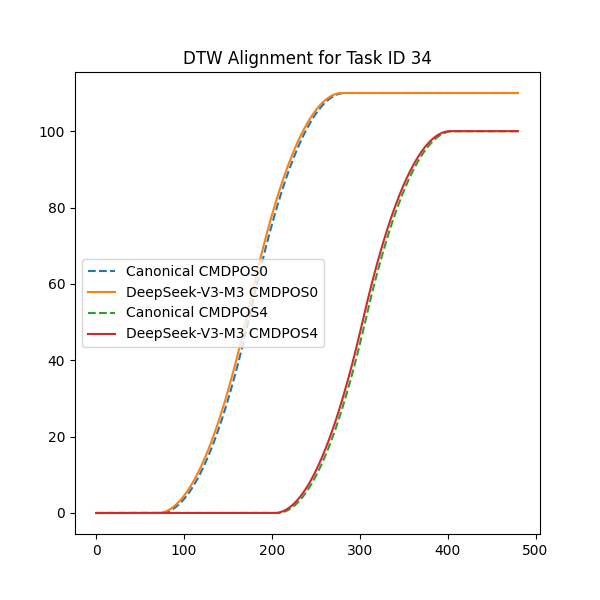 DTW Alignment for Task ID 34
100
80
60
40
20
0
Canonical CMDPOS0
DeepSeek-V3-M3 CMDPOS0
Canonical CMDPOS4
DeepSeek-V3-M3 CMDPOS4
0 100 200 300 400 500